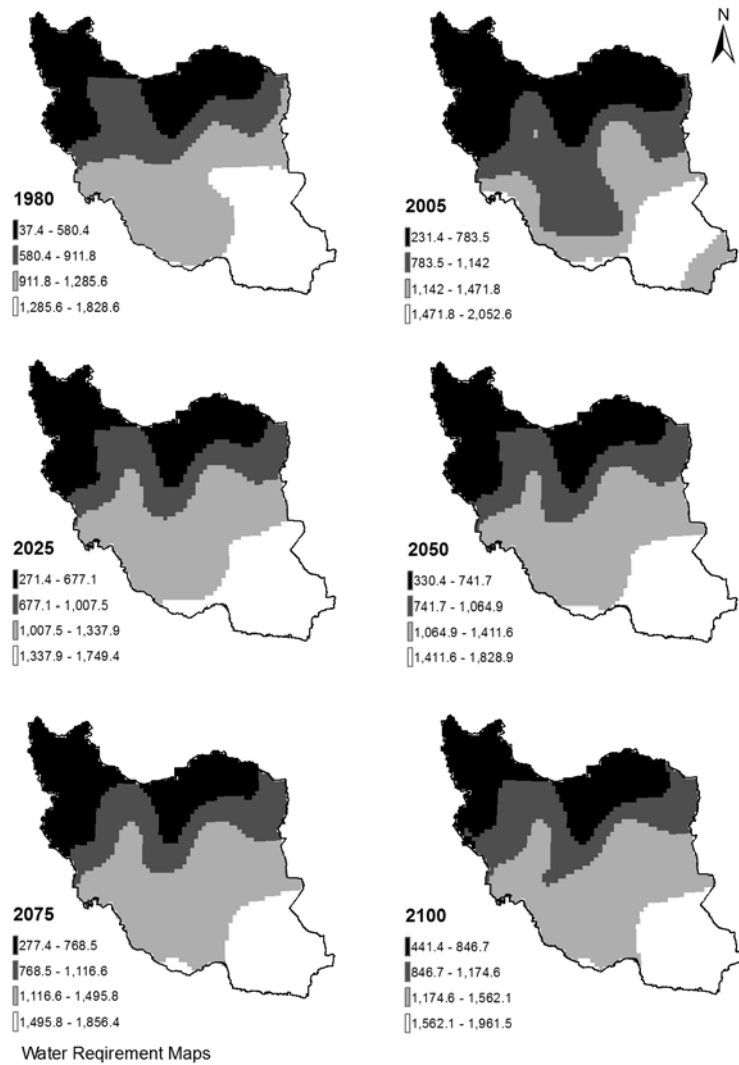 N
1980
37.4 - 580.4
580.4 - 911.8
911.8 - 1,285.6
1,285.6 - 1,828.6
2005
231.4 - 783.5
783.5 - 1,142
1,142 - 1,471.8
1,471.8 - 2,052.6
2025
271.4 - 677.1
677.1 - 1,007.5
1,007.5 - 1,337.9
1,337.9 - 1,749.4
2050
330.4 - 741.7
741.7 - 1,064.9
1,064.9 - 1,411.6
1,411.6 - 1,828.9
2075
277.4 - 768.5
768.5 - 1,116.6
1,116.6 - 1,495.8
1,495.8 - 1,856.4
2100
441.4 - 846.7
846.7 - 1,174.6
1,174.6 - 1,562.1
1,562.1 - 1,961.5
Water Reqirement Maps